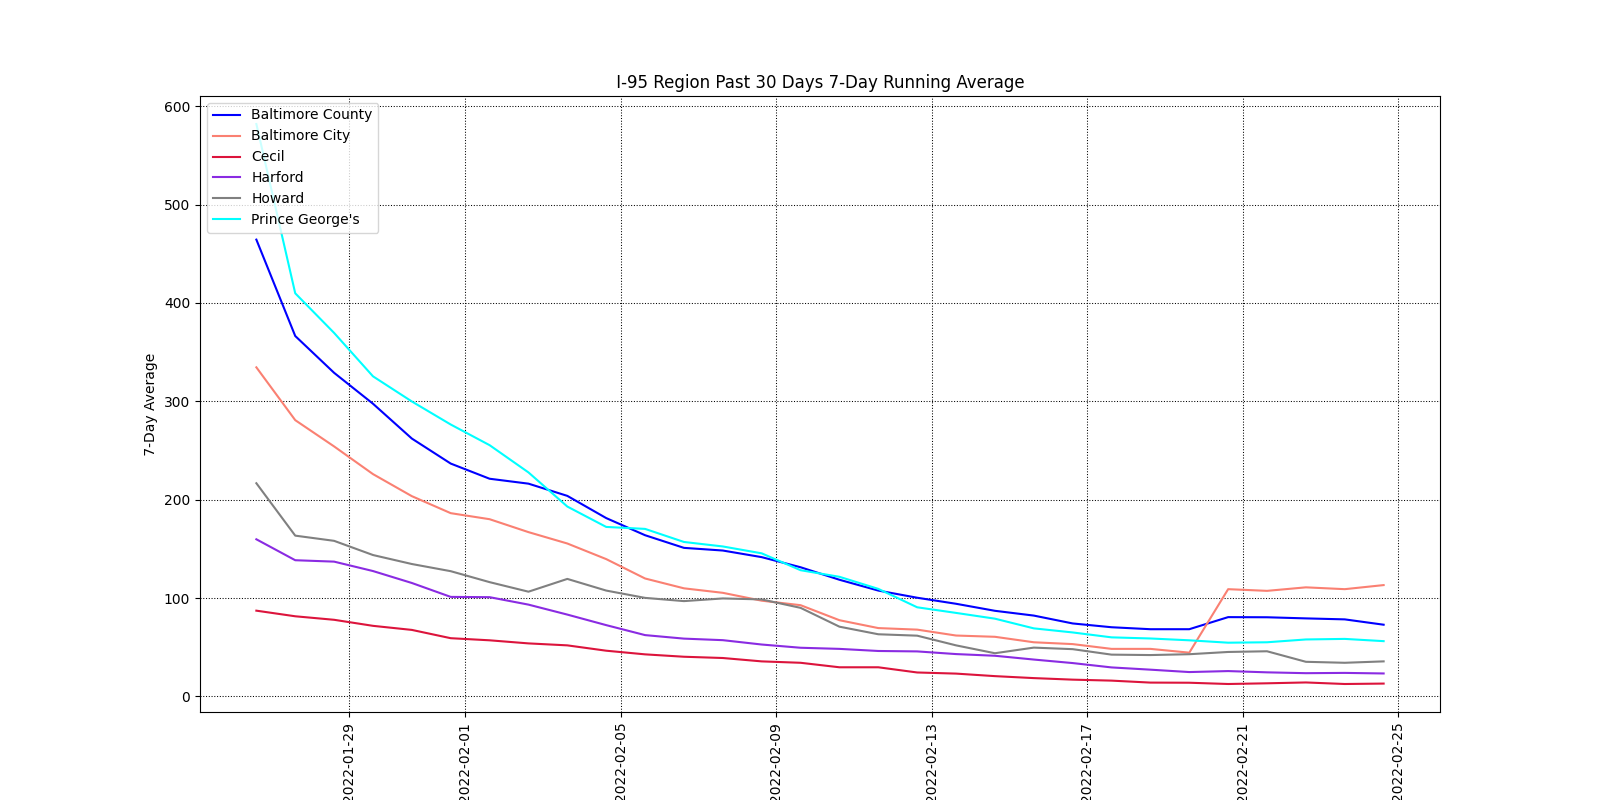 I-95 Region Past 30 Days 7-Day Running Average
Baltimore County
Baltimore City
Cecil
Harford
Howard
Prince George's
7-Day Average
600
500
400
300
200
100
0
2022-01-29
2022-02-01
2022-02-05
2022-02-09
2022-02-13
2022-02-17
2022-02-21
2022-02-25